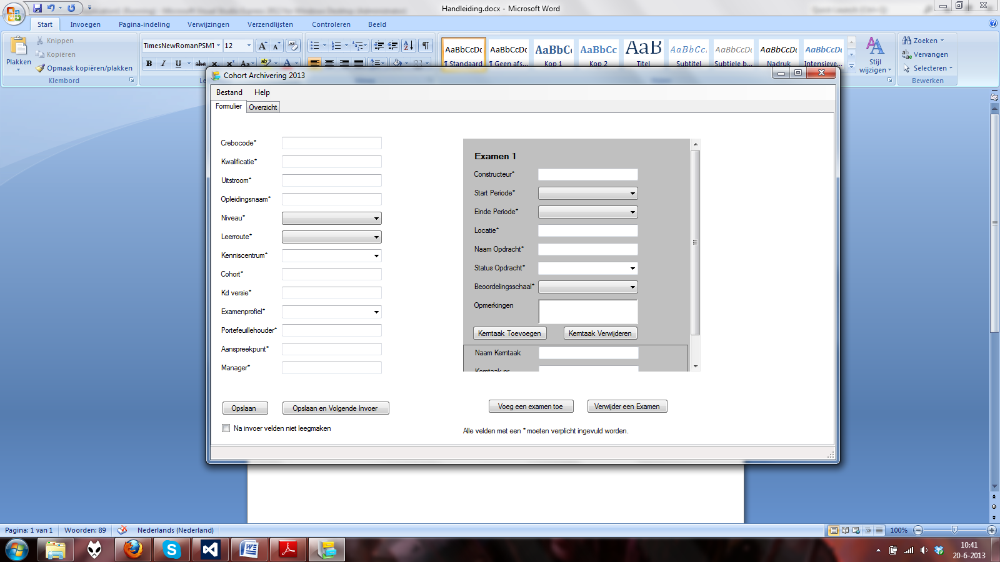 Handleiding.docx - Microsoft Word
Start Invoegen Pagina-indeling Verwijzingen Verzendlijsten Controleren Beeld
Plakken
Knippen
Kopiëren
Opmaak kopiëren/plakken
Klembord
TimesNewRomanPSMT 12
AaBbCcDc AaBbCcDc AaBbCc AaBbCc AaB AaBbCc. AaBbCcDc AaBbCcDc AaBbCcDc
¶ Standaard ¶ Geen afs... Kop 1 Kop 2 Titel Subtitel Subtiele b... Nadruk Intensieve...
Stijl wijzigen
Zoeken
Vervangen
Selecteren
Bewerken
Cohort Archivering 2013
Bestand Help
Formulier Overzicht
Crebocode*
Kwalificatie*
Uitstroom*
Opleidingsnaam*
Niveau*
Leerroute*
Kenniscentrum*
Cohort*
Kd versie*
Examenprofiel*
Portefeuillehouder*
Aanspreekpunt*
Manager*
Opslaan Opslaan en Volgende Invoer
Na invoer velden niet leegmaken
Examen 1
Constructeur*
Start Periode*
Einde Periode*
Locatie*
Naam Opdracht*
Status Opdracht*
Beoordelingsschaal*
Opmerkingen
Kerntaak Toevoegen Kerntaak Verwijderen
Naam Kerntaak
Kerntaak nr
Voeg een examen toe Verwijder een Examen
Alle velden met een * moeten verplicht ingevuld worden.
Pagina: 1 van 1 Woorden: 89 Nederlands (Nederland) 100%
10:41
20-6-2013